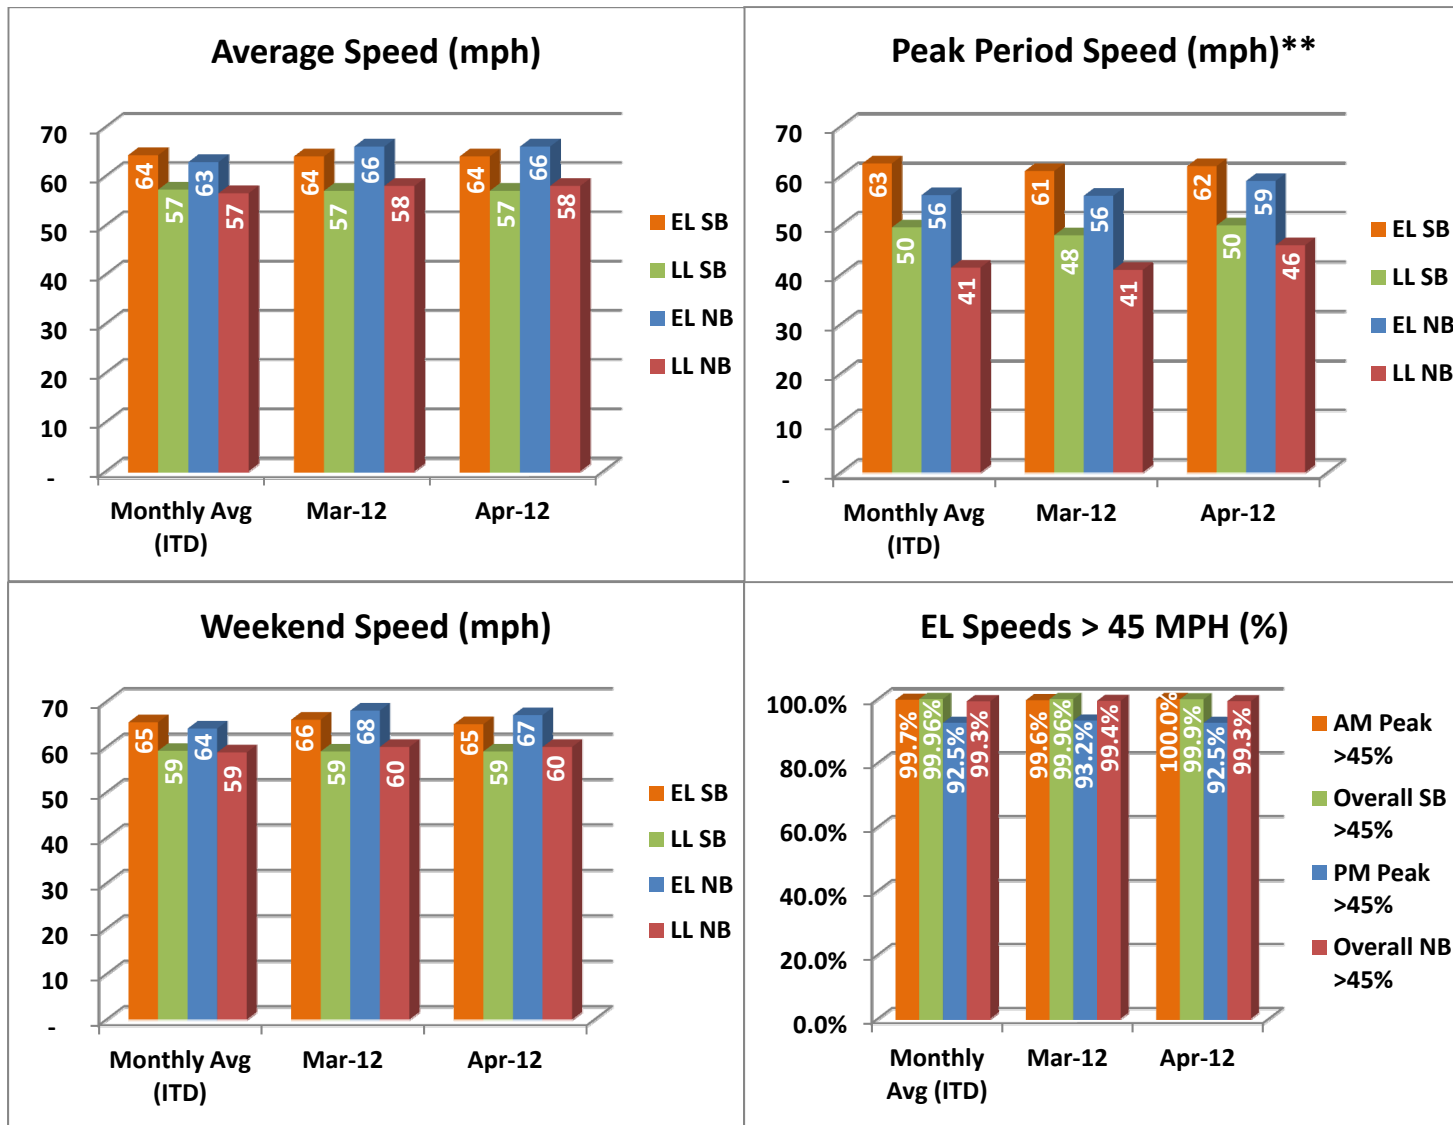 Average Speed (mph)
70
60
50
40
30
20
10
-
64
57
63
57
64
57
66
58
64
57
66
58
Monthly Avg
(ITD)
Mar-12
Apr-12
EL SB
LL SB
EL NB
LL NB
Peak Period Speed (mph)**
70
60
50
40
30
20
10
-
63
50
56
41
61
48
56
41
62
50
59
46
Monthly Avg
(ITD)
Mar-12
Apr-12
EL SB
LL SB
EL NB
LL NB
Weekend Speed (mph)
70
60
50
40
30
20
10
-
65
59
64
59
66
59
68
60
65
59
67
60
Monthly Avg
(ITD)
Mar-12
Apr-12
EL SB
LL SB
EL NB
LL NB
EL Speeds > 45 MPH (%)
100.0%
80.0%
60.0%
40.0%
20.0%
0.0%
99.7%
99.96%
92.5%
99.3%
99.6%
99.96%
93.2%
99.4%
100.0%
99.9%
92.5%
99.3%
Monthly
Avg (ITD)
Mar-12
Apr-12
AM Peak
>45%
Overall SB
>45%
PM Peak
>45%
Overall NB
>45%